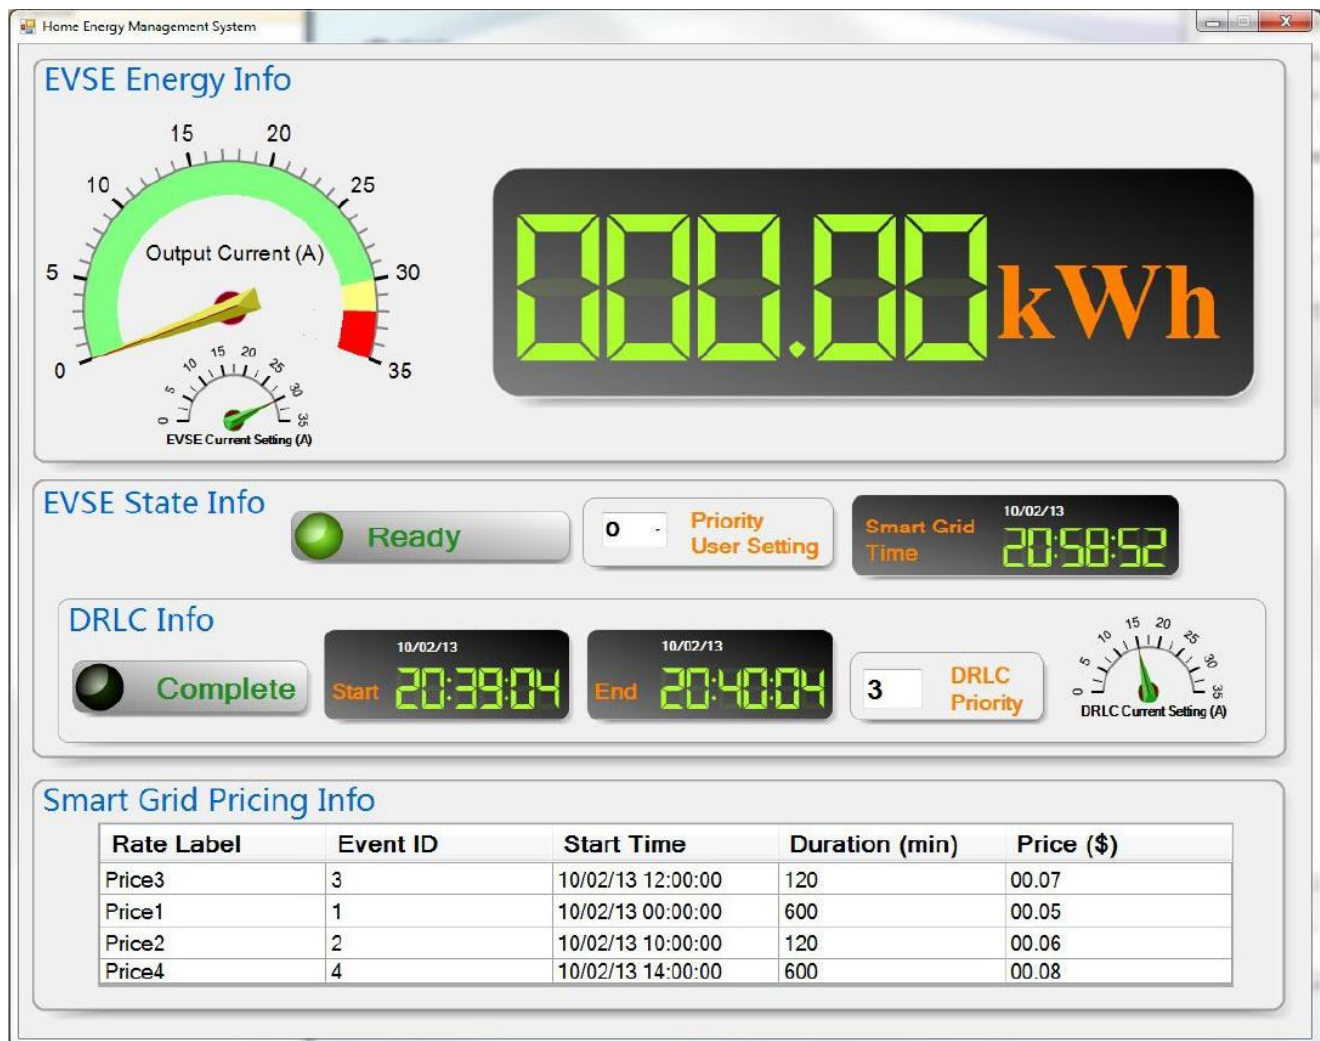 Home Energy Management System
EVSE Energy Info
0 5 10 15 20 25 30 35
Output Current (A)
0 5 10 15 20 25 30 35
EVSE Current Setting (A)
000.00 kWh
EVSE State Info
Ready
0
Priority
User Setting
Smart Grid
Time
10/02/13
20:58:52
DRLC Info
Complete
10/02/13
Start 20:39:04
10/02/13
End 20:40:04
3
DRLC
Priority
0 5 10 15 20 25 30 35
DRLC Current Setting (A)
Smart Grid Pricing Info
Rate Label Event ID Start Time Duration (min) Price ($)
Price3 3 10/02/13 12:00:00 120 00.07
Price1 1 10/02/13 00:00:00 600 00.05
Price2 2 10/02/13 10:00:00 120 00.06
Price4 4 10/02/13 14:00:00 600 00.08